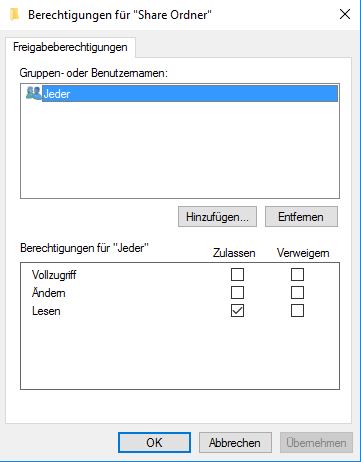 Berechtigungen für "Share Ordner"
Freigabeberechtigungen
Gruppen- oder Benutzernamen:
Jeder
Hinzufügen... Entfernen
Berechtigungen für "Jeder" Zulassen Verweigern
Vollzugriff
Ändern
Lesen
OK Abbrechen Übernehmen